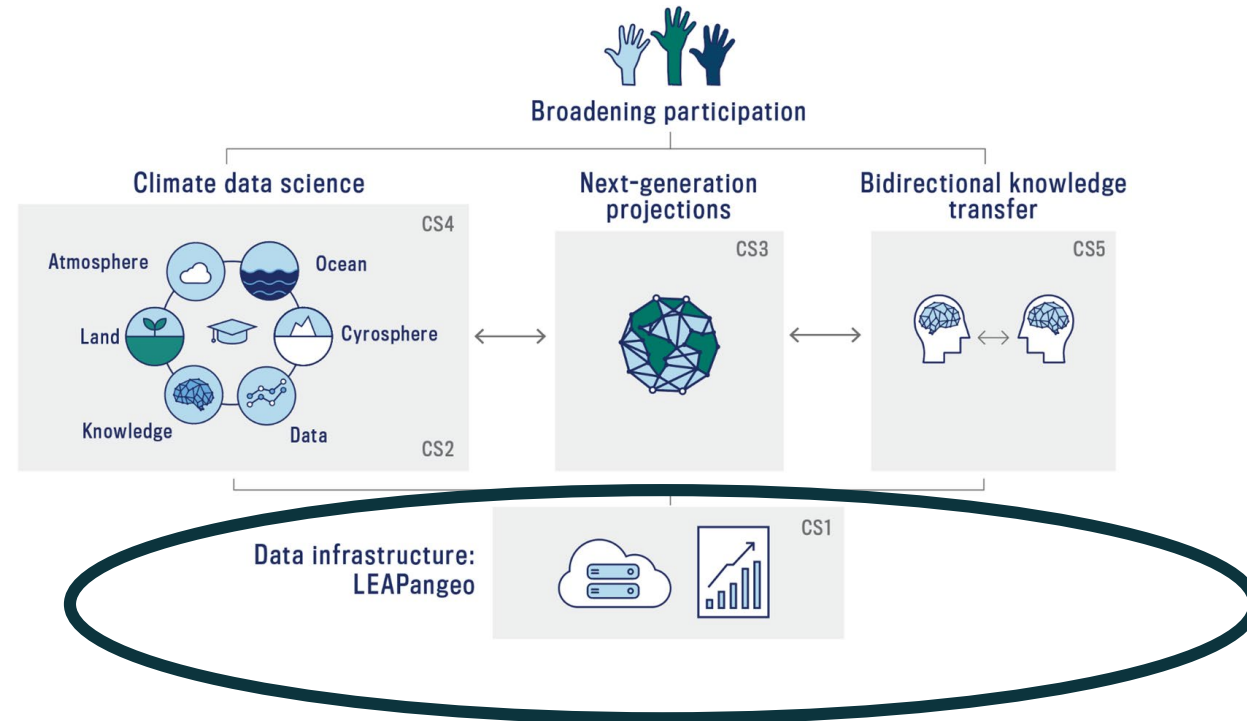 Broadening participation
Climate data science
CS4
Atmosphere
Ocean
Land
Cyrosphere
Knowledge
Data
CS2
Next-generation
projections
CS3
Bidirectional knowledge
transfer
CS5
Data infrastructure:
LEAPangeo
CS1